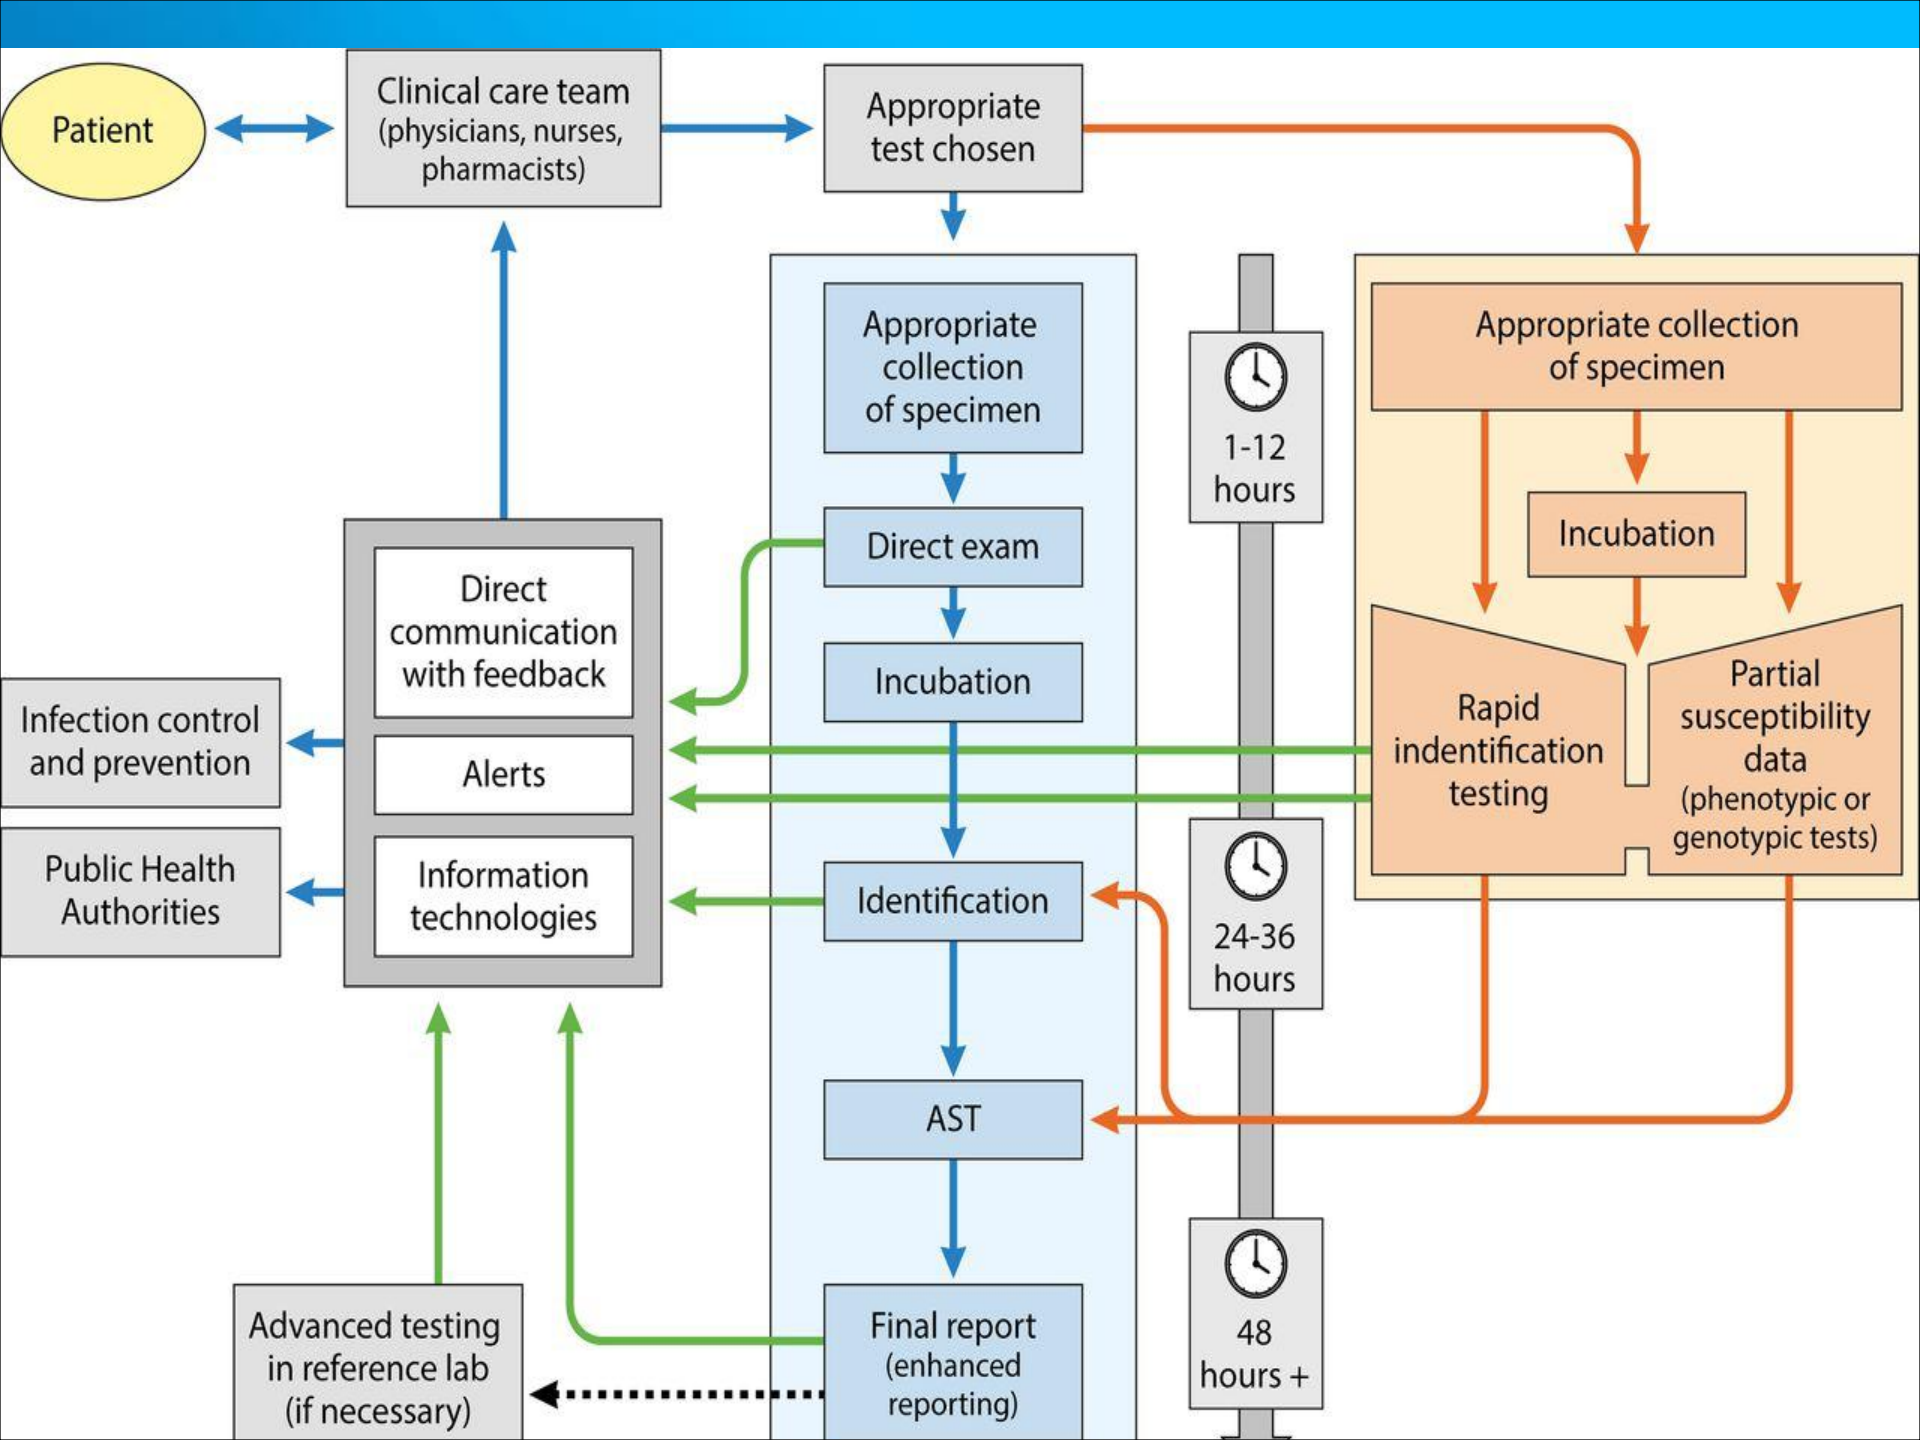 Patient
Clinical care team
(physicians, nurses,
pharmacists)
Appropriate
test chosen
Appropriate
collection
of specimen
Direct exam
Incubation
Identification
AST
Final report
(enhanced
reporting)
1-12
hours
24-36
hours
48
hours +
Appropriate collection
of specimen
Incubation
Rapid
indentification
testing
Partial
susceptibility
data
(phenotypic or
genotypic tests)
Direct
communication
with feedback
Alerts
Information
technologies
Infection control
and prevention
Public Health
Authorities
Advanced testing
in reference lab
(if necessary)